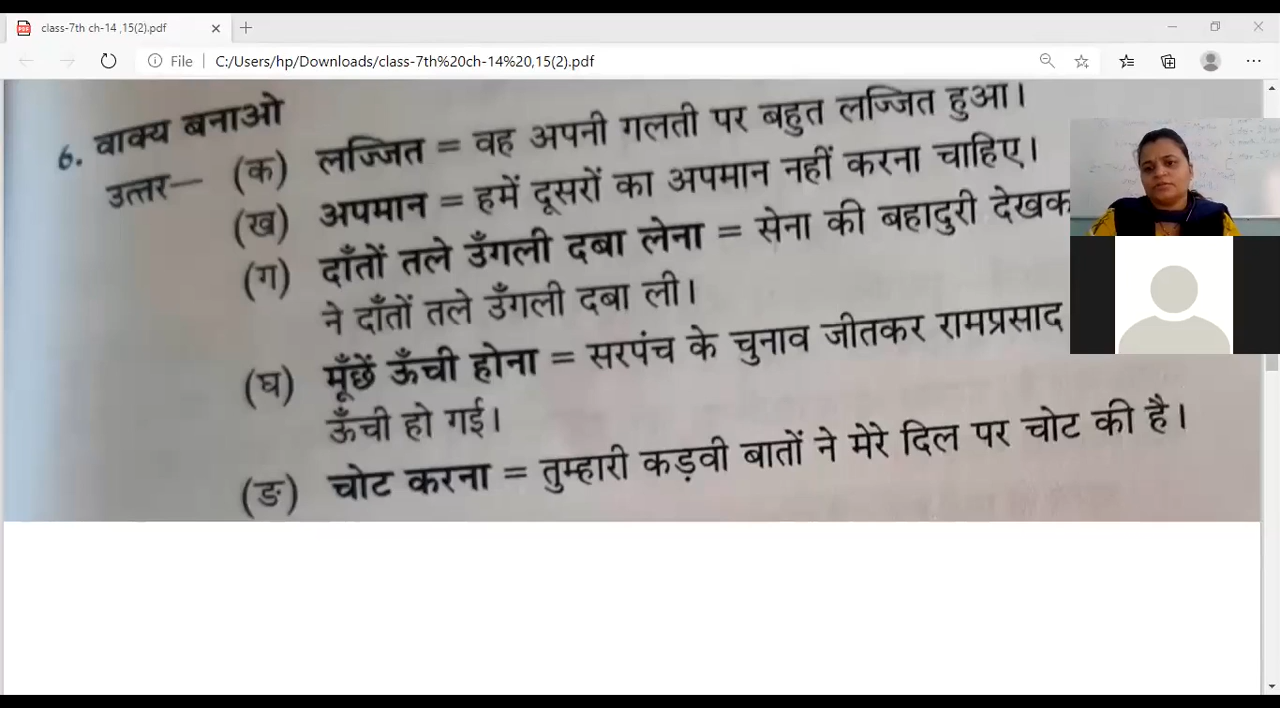 class-7th ch-14 ,15(2).pdf
File C:/Users/hp/Downloads/class-7th%20ch-14%20,15(2).pdf
6. वाक्य बनाओ
उत्तर— (क) लज्जित = वह अपनी गलती पर बहुत लज्जित हुआ।
(ख) अपमान = हमें दूसरों का अपमान नहीं करना चाहिए।
(ग) दाँतों तले उँगली दबा लेना = सेना की बहादुरी
ने दाँतों तले उँगली दबा ली।
(घ) मूँछें ऊँची होना = सरपंच के चुनाव जीतकर रामप्रसाद
ऊँची हो गई।
(ङ) चोट करना = तुम्हारी कड़वी बातों ने मेरे दिल पर चोट की है।